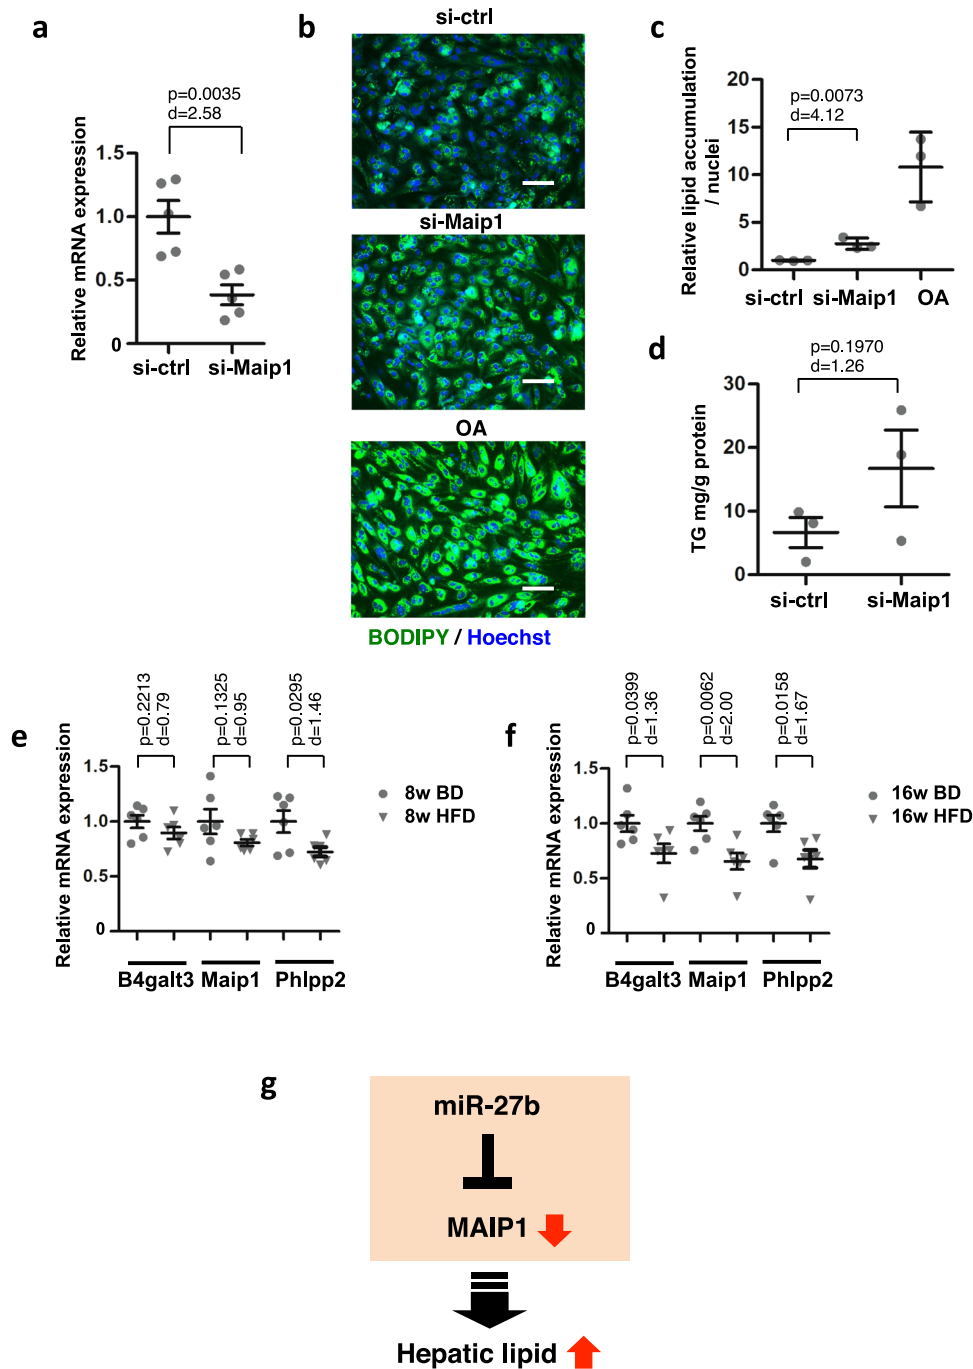 a
p=0.0035
d=2.58
Relative mRNA expression
1.5
1.0
0.5
0
si-ctrl
si-Maip1
b
si-ctrl
si-Maip1
OA
BODIPY / Hoechst
c
Relative lipid accumulation
/ nuclei
20
15
10
5
0
p=0.0073
d=4.12
si-ctrl
si-Maip1
OA
d
p=0.1970
d=1.26
TG mg/g protein
30
20
10
0
si-ctrl
si-Maip1
e
Relative mRNA expression
1.5
1.0
0.5
0
p=0.2213
d=0.79
p=0.1325
d=0.95
p=0.0295
d=1.46
8w BD
8w HFD
B4galt3
Maip1
Phlpp2
f
Relative mRNA expression
1.5
1.0
0.5
0
p=0.0399
d=1.36
p=0.0062
d=2.00
p=0.0158
d=1.67
16w BD
16w HFD
B4galt3
Maip1
Phlpp2
g
miR-27b
MAIP1
Hepatic lipid